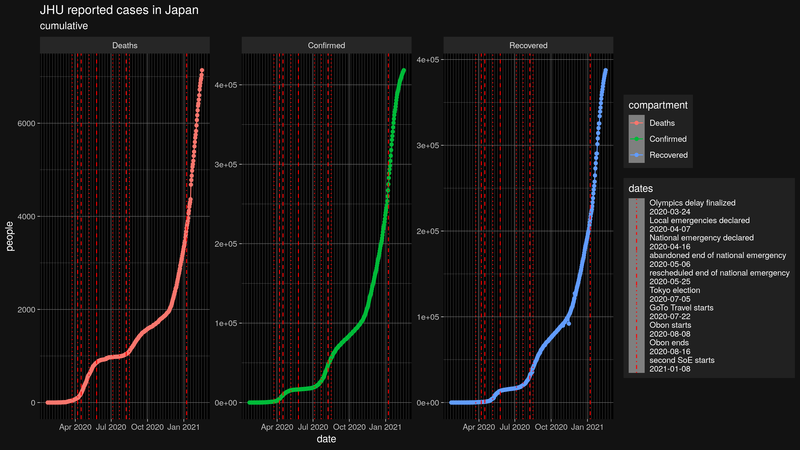 JHU reported cases in Japan
cumulative
Deaths
Confirmed
Recovered
people
6000
4000
2000
0
4e+05
3e+05
2e+05
1e+05
0e+00
4e+05
3e+05
2e+05
1e+05
0e+00
Apr 2020 Jul 2020 Oct 2020 Jan 2021
Apr 2020 Jul 2020 Oct 2020 Jan 2021
Apr 2020 Jul 2020 Oct 2020 Jan 2021
date
compartment
Deaths
Confirmed
Recovered
dates
Olympics delay finalized
2020-03-24
Local emergencies declared
2020-04-07
National emergency declared
2020-04-16
abandoned end of national emergency
2020-05-06
rescheduled end of national emergency
2020-05-25
Tokyo election
2020-07-05
GoTo Travel starts
2020-07-22
Obon starts
2020-08-08
Obon ends
2020-08-16
second SoE starts
2021-01-08